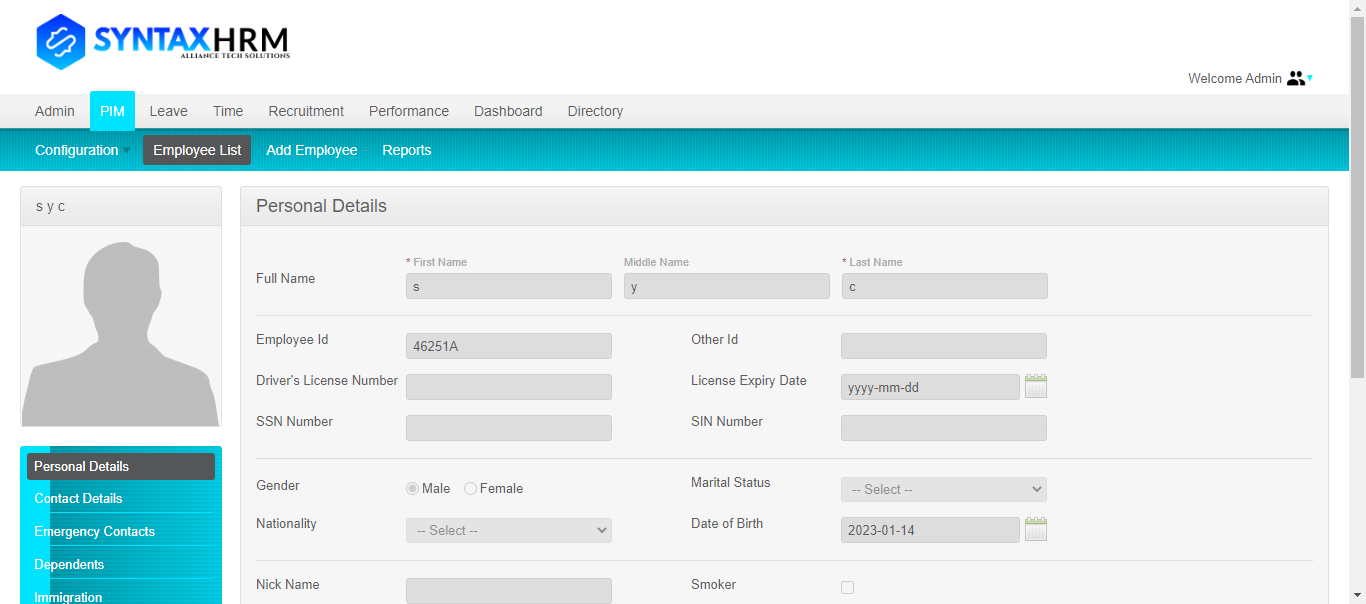 SYNTAXHRM
ALLIANCE TECH SOLUTIONS
Welcome Admin
Admin PIM Leave Time Recruitment Performance Dashboard Directory
Configuration Employee List Add Employee Reports
s y c
Personal Details
* First Name Middle Name * Last Name
Full Name s y c
Employee Id 46251A Other Id
Driver's License Number License Expiry Date yyyy-mm-dd
SSN Number SIN Number
Gender Male Female Marital Status -- Select --
Nationality -- Select -- Date of Birth 2023-01-14
Nick Name Smoker
Personal Details
Contact Details
Emergency Contacts
Dependents
Immigration